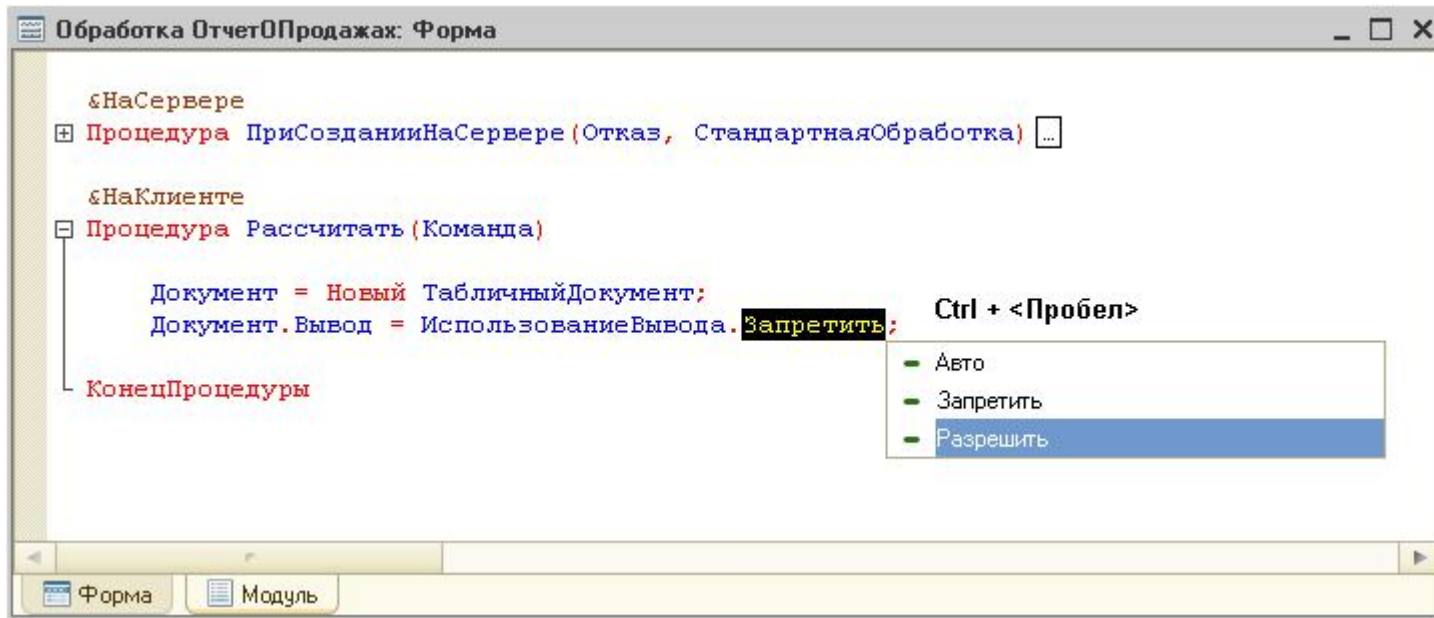 Обработка ОтчетОПродажах: Форма
&НаСервере
Процедура ПриСозданииНаСервере(Отказ, СтандартнаяОбработка) ...
&НаКлиенте
Процедура Рассчитать(Команда)
Документ = Новый ТабличныйДокумент;
Документ.Вывод = ИспользованиеВывода.Запретить;
Ctrl + <Пробел>
Авто
Запретить
Разрешить
КонецПроцедуры
Форма Модуль